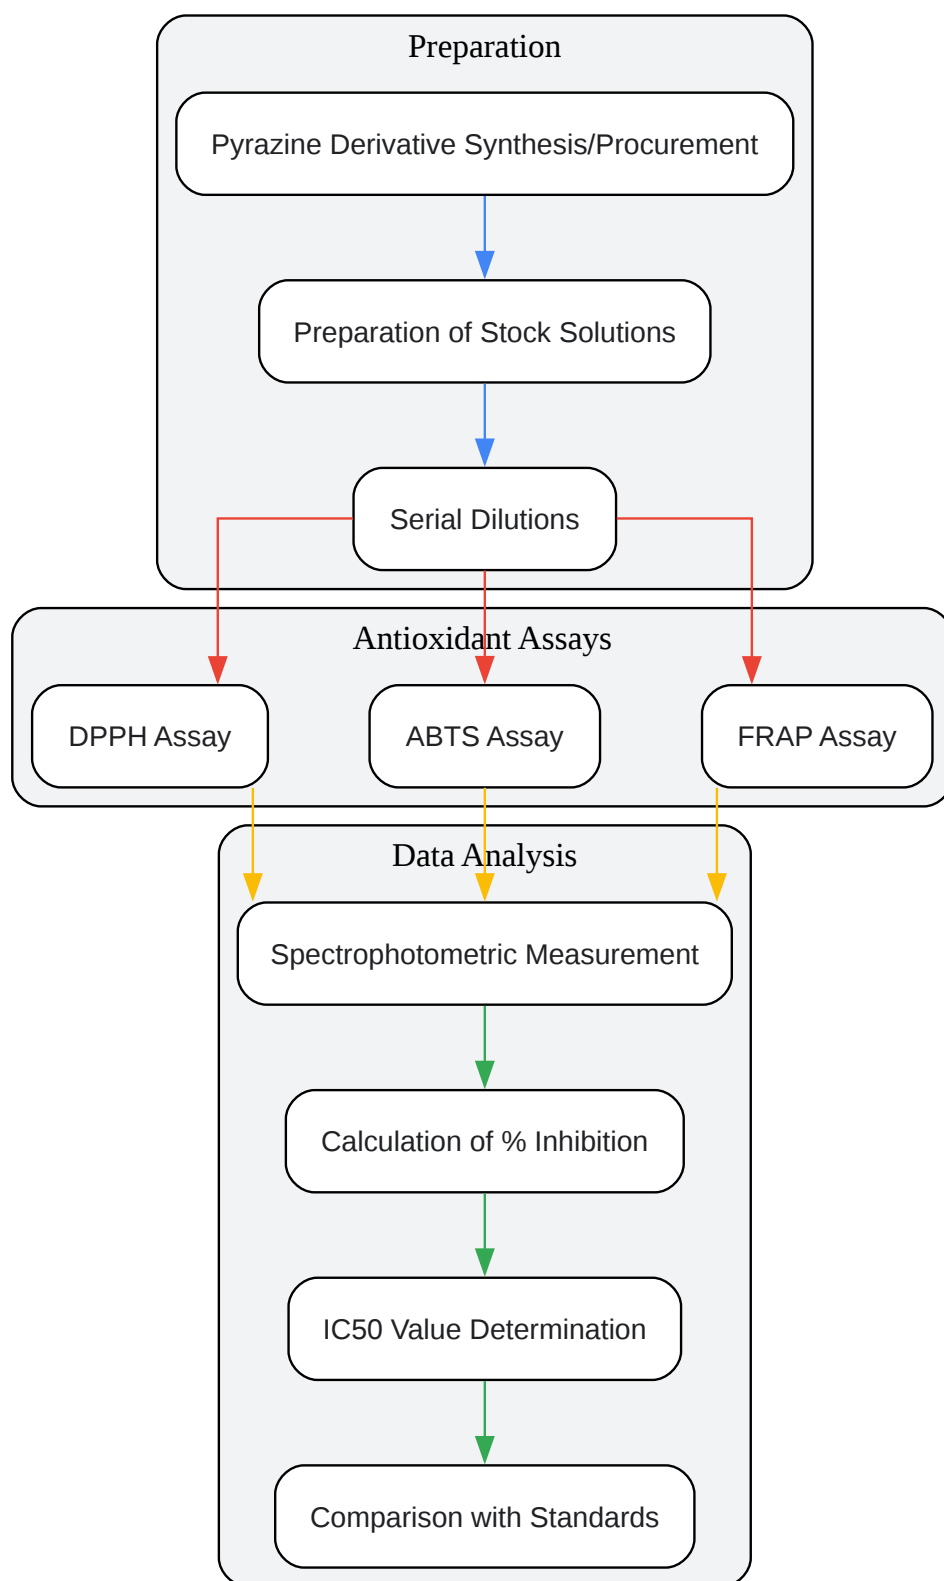 Preparation
Pyrazine Derivative Synthesis/Procurement
Preparation of Stock Solutions
Serial Dilutions
Antioxidant Assays
DPPH Assay
ABTS Assay
FRAP Assay
Data Analysis
Spectrophotometric Measurement
Calculation of % Inhibition
IC50 Value Determination
Comparison with Standards